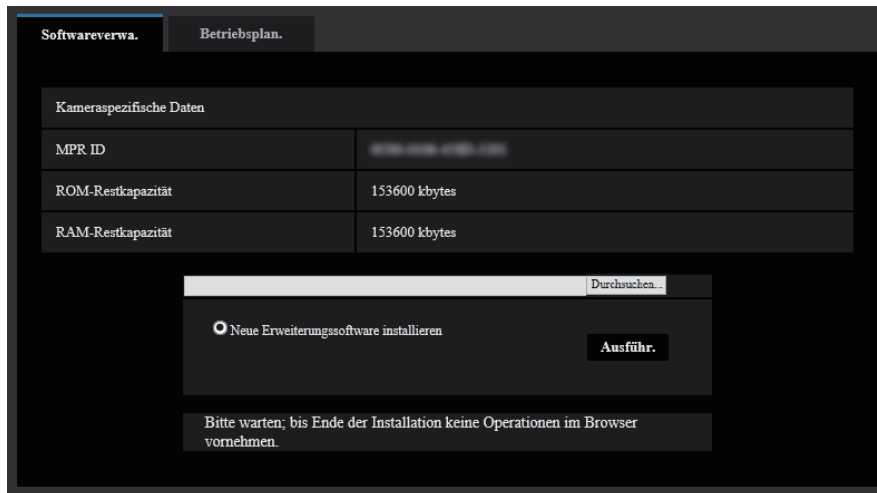 Softwareverwa. Betriebsplan.
Kameraspezifische Daten
MPR ID
ROM-Restkapazität 153600 kbytes
RAM-Restkapazität 153600 kbytes
Durchsuchen...
Neue Erweiterungssoftware installieren
Ausführ.
Bitte warten; bis Ende der Installation keine Operationen im Browser
vornehmen.